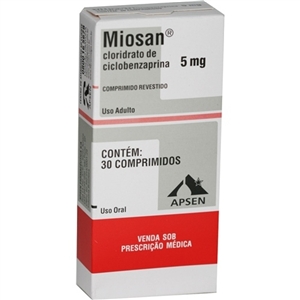 Miosan®
cloridrato de
ciclobenzaprina 5 mg
COMPRIMIDO REVESTIDO
Uso Adulto
CONTÉM:
30 COMPRIMIDOS
Uso Oral
APSEN
VENDA SOB
PRESCRIÇÃO MÉDICA